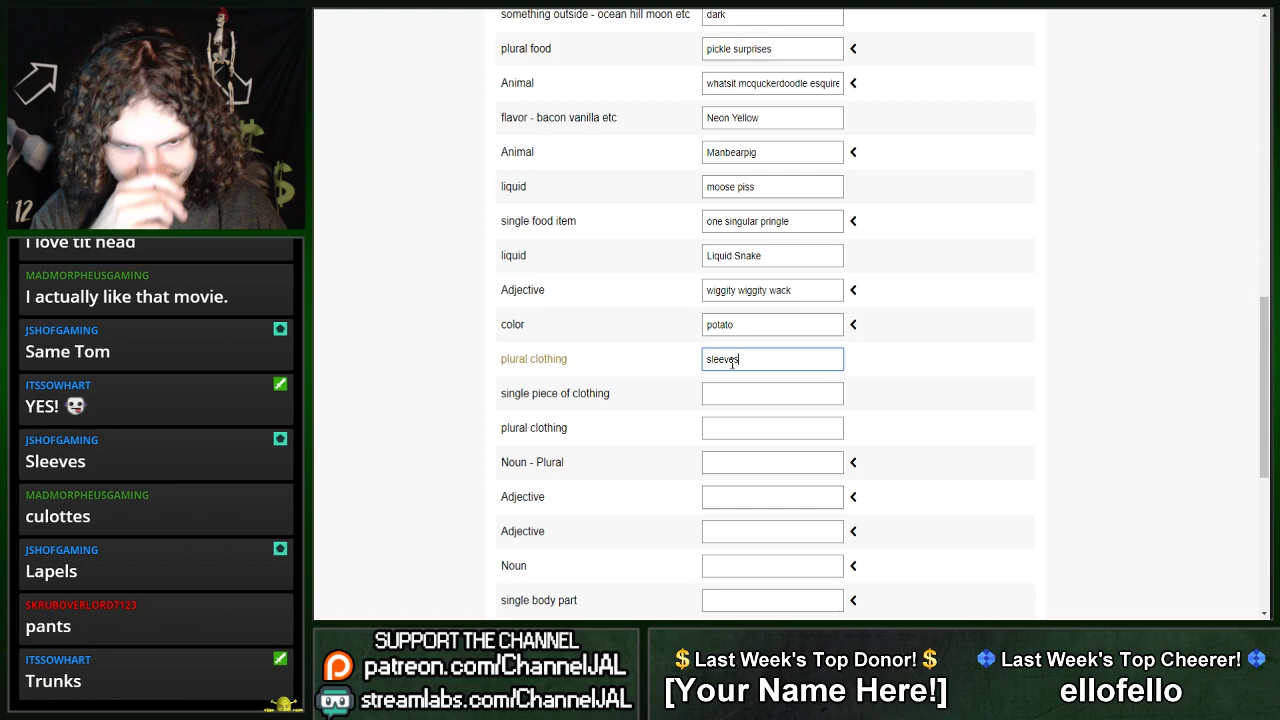 12
I love tit head
MADMORPHEUSGAMING
I actually like that movie.
JSHOFGAMING
Same Tom
ITSSOWHART
YES! 👻
JSHOFGAMING
Sleeves
MADMORPHEUSGAMING
culottes
JSHOFGAMING
Lapels
SKRUBOVERLORD7123
pants
ITSSOWHART
Trunks
something outside - ocean hill moon etc dark
plural food pickle surprises
Animal whatsit mcquckerdoodle esquire
flavor - bacon vanilla etc Neon Yellow
Animal Manbearpig
liquid moose piss
single food item one singular pringle
liquid Liquid Snake
Adjective wiggity wiggity wack
color potato
plural clothing sleeves
single piece of clothing
plural clothing
Noun - Plural
Adjective
Adjective
Noun
single body part
SUPPORT THE CHANNEL
patreon.com/ChannelJAL
streamlabs.com/ChannelJAL
$ Last Week's Top Donor! $
[Your Name Here!]
Last Week's Top Cheerer!
ellofello